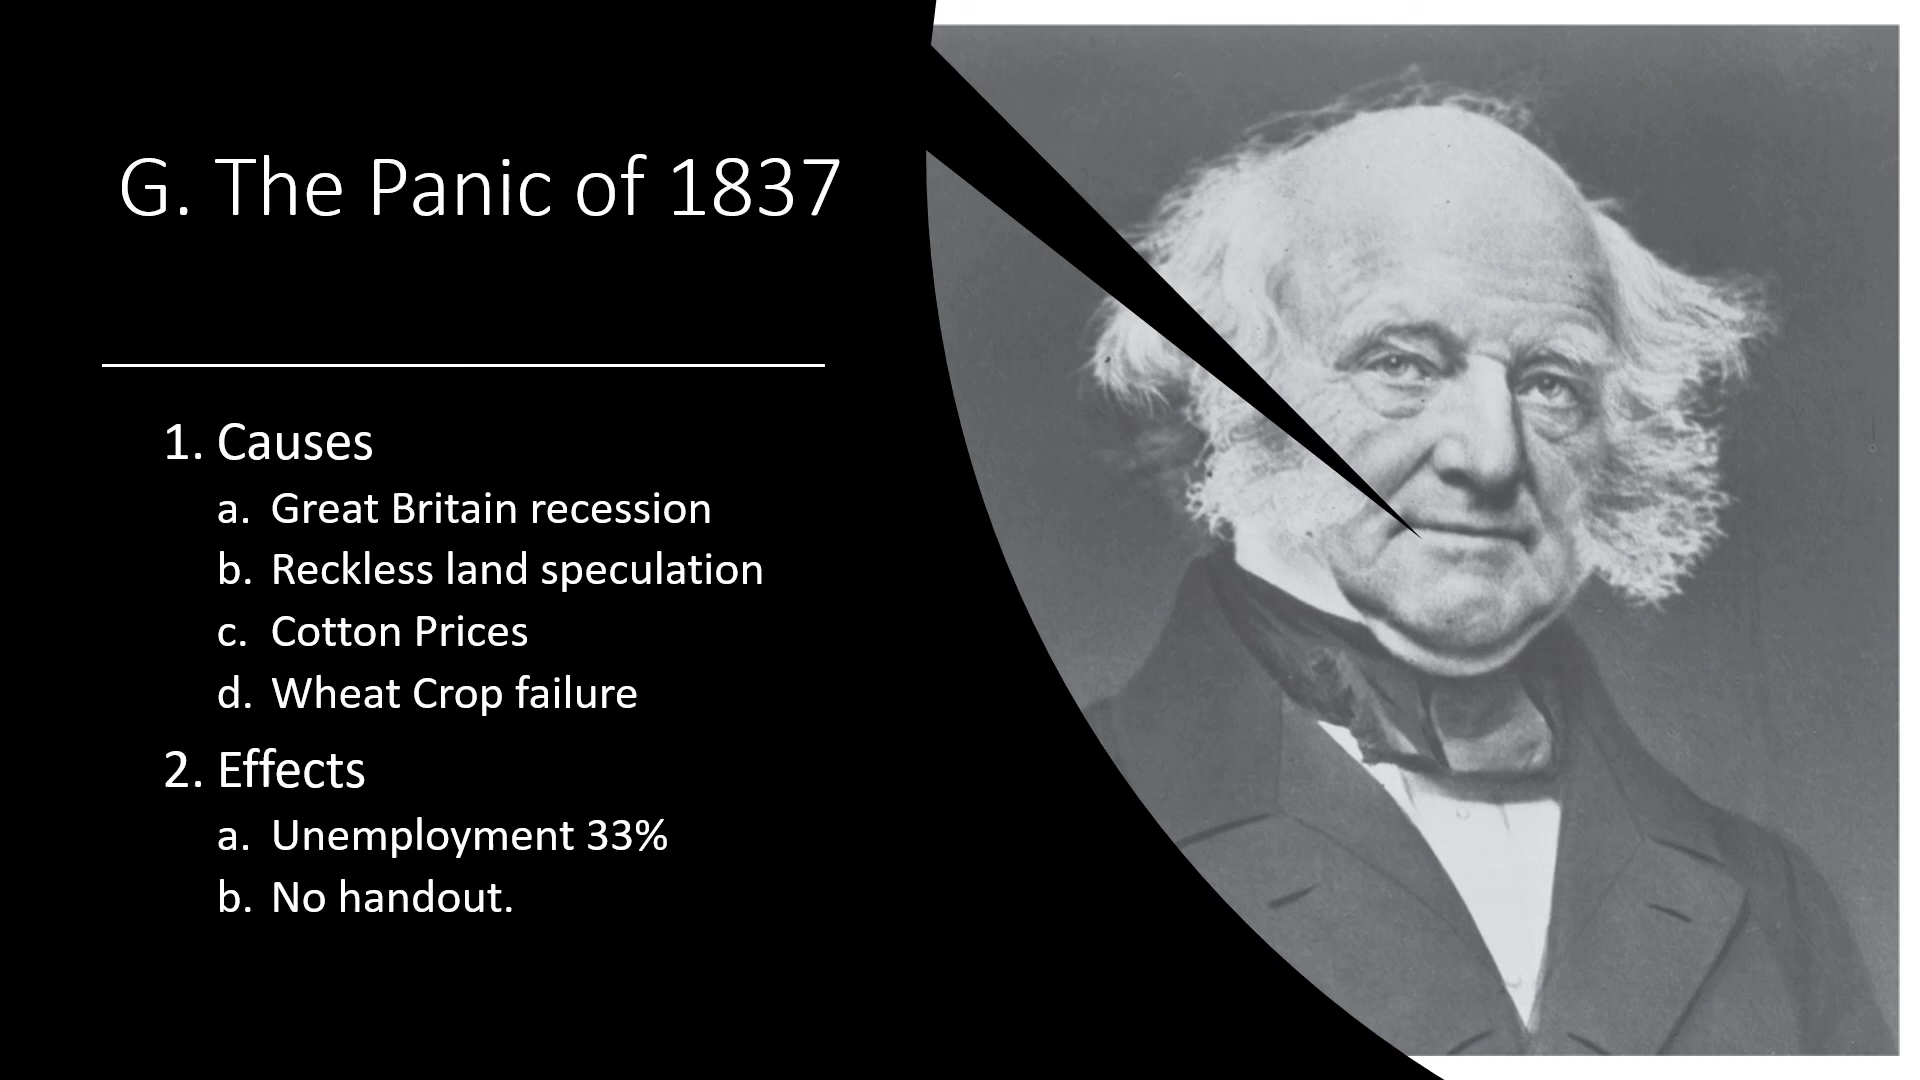 G. The Panic of 1837
1. Causes
a. Great Britain recession
b. Reckless land speculation
c. Cotton Prices
d. Wheat Crop failure
2. Effects
a. Unemployment 33%
b. No handout.